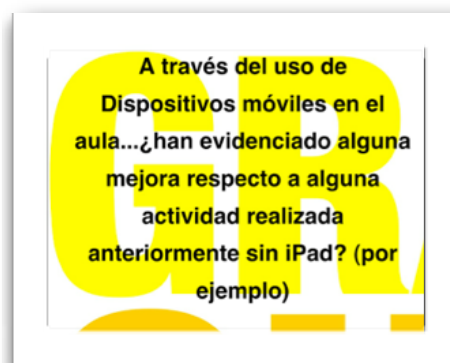 A través del uso de
Dispositivos móviles en el
aula...¿han evidenciado alguna
mejora respecto a alguna
actividad realizada
anteriormente sin iPad? (por
ejemplo)
GRA